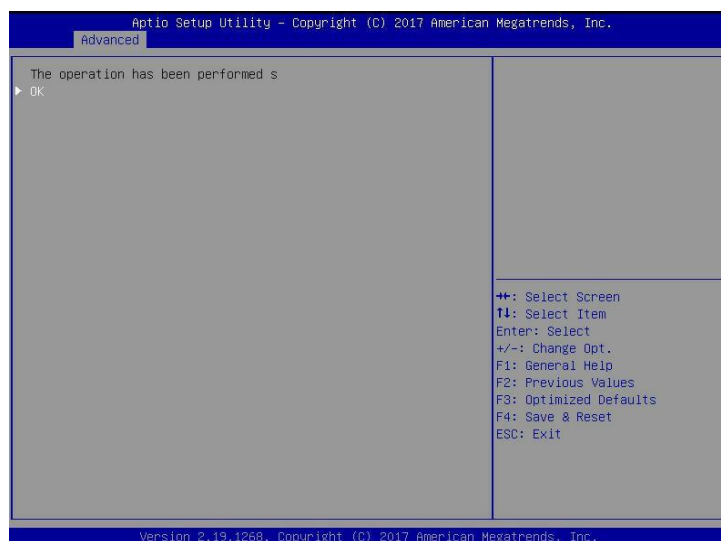 Aptio Setup Utility – Copyright (C) 2017 American Megatrends, Inc.
Advanced
The operation has been performed s
▶ OK
→←: Select Screen
↑↓: Select Item
Enter: Select
+/-: Change Opt.
F1: General Help
F2: Previous Values
F3: Optimized Defaults
F4: Save & Reset
ESC: Exit
Version 2.19.1268. Copyright (C) 2017 American Megatrends, Inc.